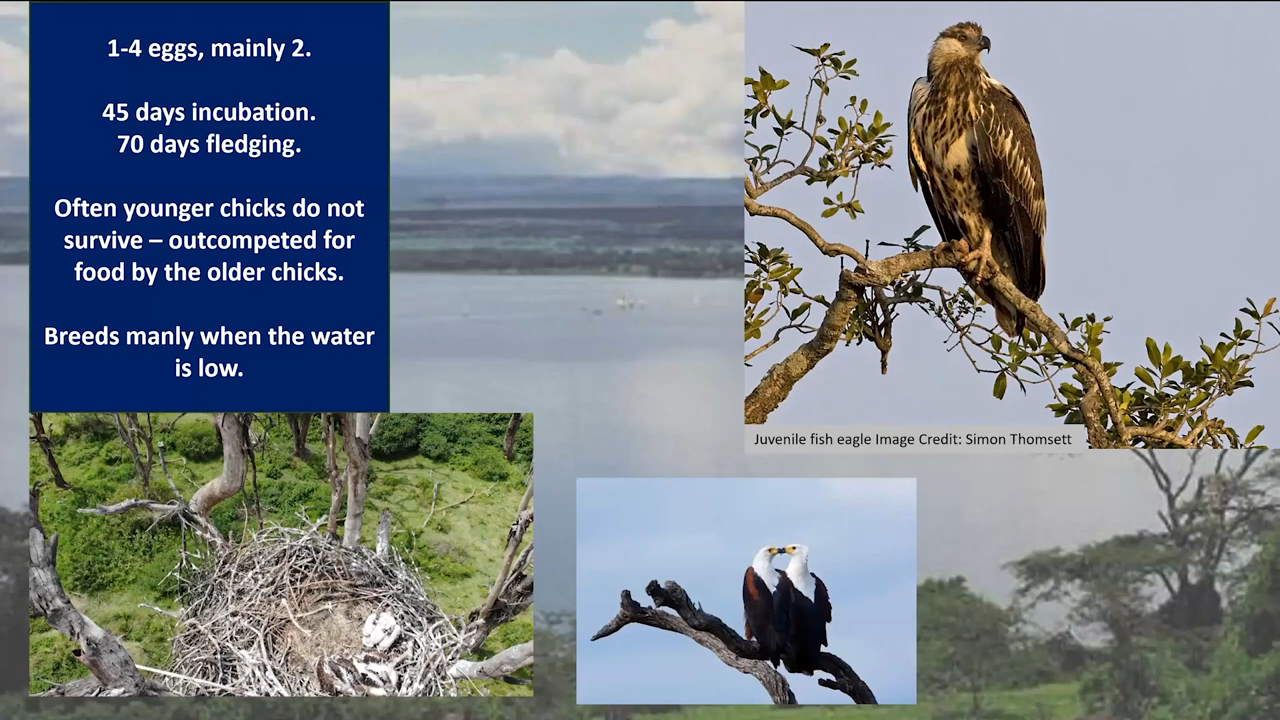 1-4 eggs, mainly 2.
45 days incubation.
70 days fledging.
Often younger chicks do not
survive – outcompeted for
food by the older chicks.
Breeds manly when the water
is low.
Juvenile fish eagle Image Credit: Simon Thomsett